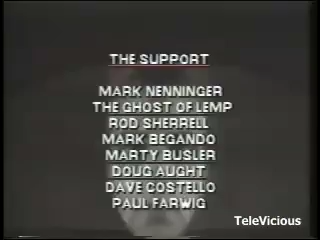 THE SUPPORT
MARK NENNINGER
THE GHOST OF LEMP
ROD SHERRELL
MARK BEGANDO
MARTY BUSLER
DOUG AUGHT
DAVE COSTELLO
PAUL FARWIG
TeleVicious